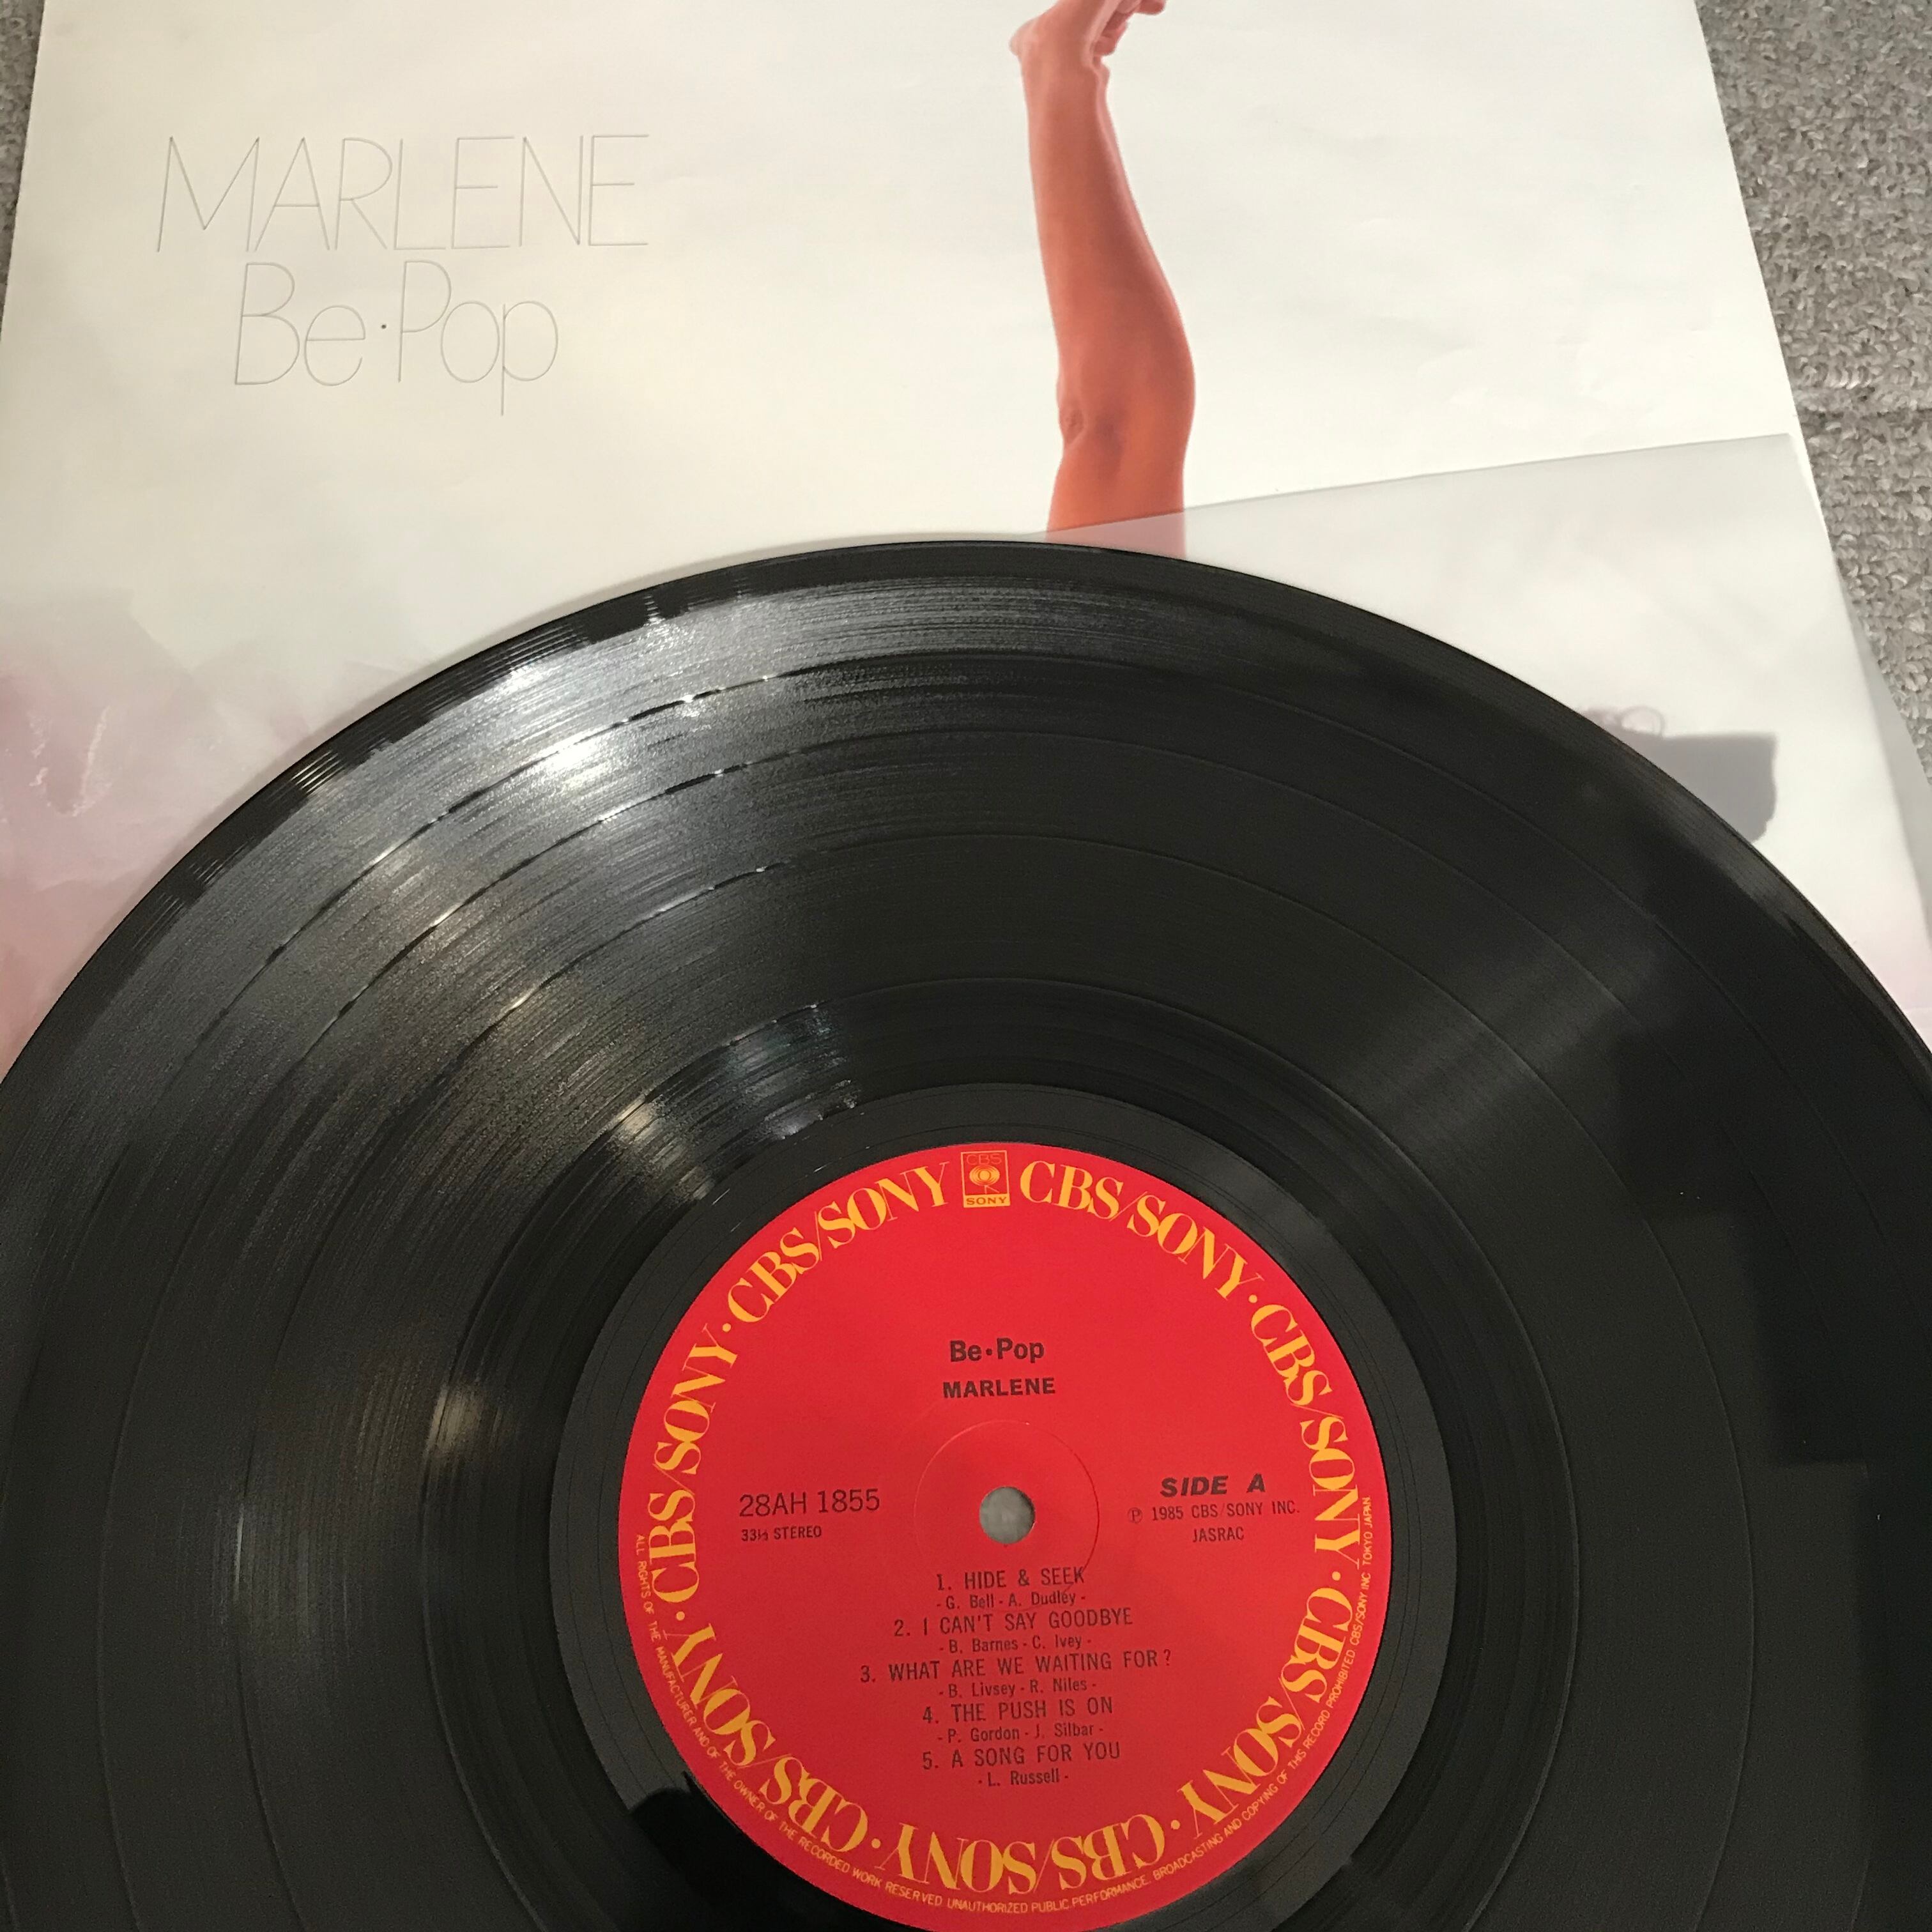 MARLENE
Be·Pop
CBS
SONY
CBS/SONY · CBS/SONY · CBS/SONY · CBS/SONY · CBS/SONY · CBS/SONY · CBS/SONY · CBS/SONY · CBS/SONY
Be·Pop
MARLENE
28AH 1855
33⅓ STEREO
SIDE A
Ⓟ 1985 CBS/SONY INC.
JASRAC
1. HIDE & SEEK
- G. Bell - A. Dudley -
2. I CAN'T SAY GOODBYE
- B. Barnes - C. Ivey -
3. WHAT ARE WE WAITING FOR?
- B. Livsey - R. Niles -
4. THE PUSH IS ON
- P. Gordon - J. Silbar -
5. A SONG FOR YOU
- L. Russell -
ALL RIGHTS OF THE MANUFACTURER AND OF THE OWNER OF THE RECORDED WORK RESERVED UNAUTHORIZED PUBLIC PERFORMANCE. BROADCASTING AND COPYING OF THIS RECORD PROHIBITED CBS/SONY INC TOKYO JAPAN